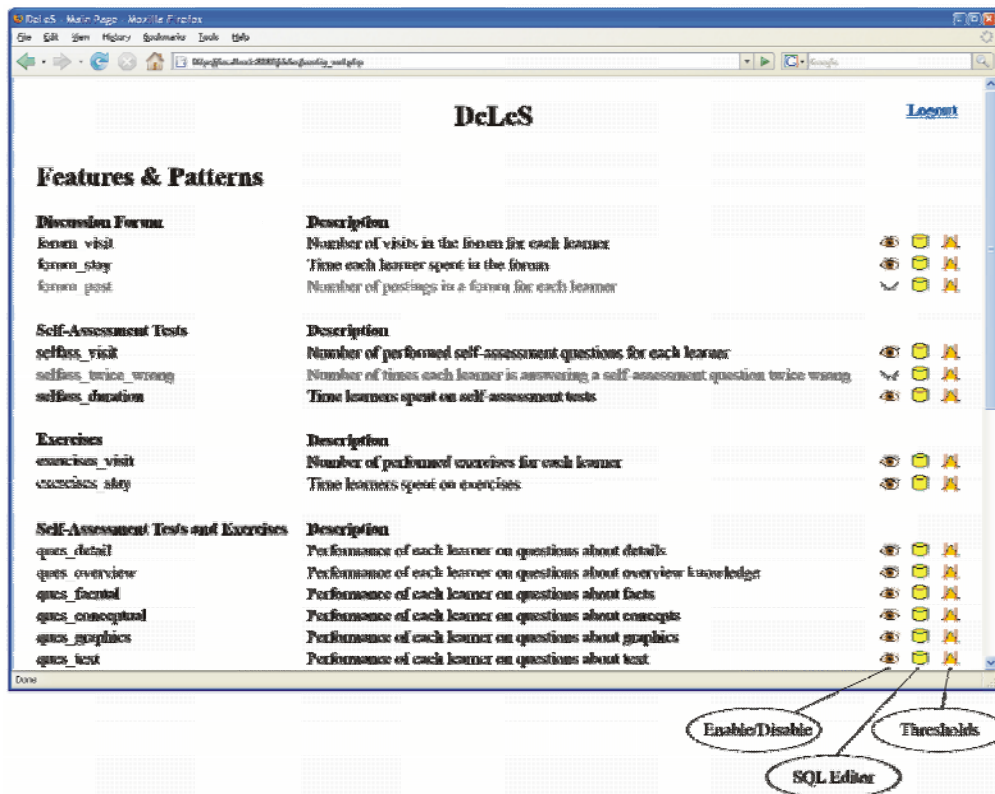 DeLeS - Main Page - Mozilla Firefox
File Edit View History Bookmarks Tools Help
Google
DeLeS Logout
Features & Patterns
Discussion Forum Description
forum_visit Number of visits in the forum for each learner
forum_stay Time each learner spent in the forum
forum_post Number of postings in a forum for each learner
Self-Assessment Tests Description
selfass_visit Number of performed self-assessment questions for each learner
selfass_twice_wrong Number of times each learner is answering a self-assessment question twice wrong
selfass_duration Time learners spent on self-assessment tests
Exercises Description
exercises_visit Number of performed exercises for each learner
exercises_stay Time learners spent on exercises
Self-Assessment Tests and Exercises Description
ques_detail Performance of each learner on questions about details
ques_overview Performance of each learner on questions about overview knowledge
ques_factual Performance of each learner on questions about facts
ques_conceptual Performance of each learner on questions about concepts
ques_graphics Performance of each learner on questions about graphics
ques_text Performance of each learner on questions about text
Done
Enable/Disable Thresholds
SQL Editor